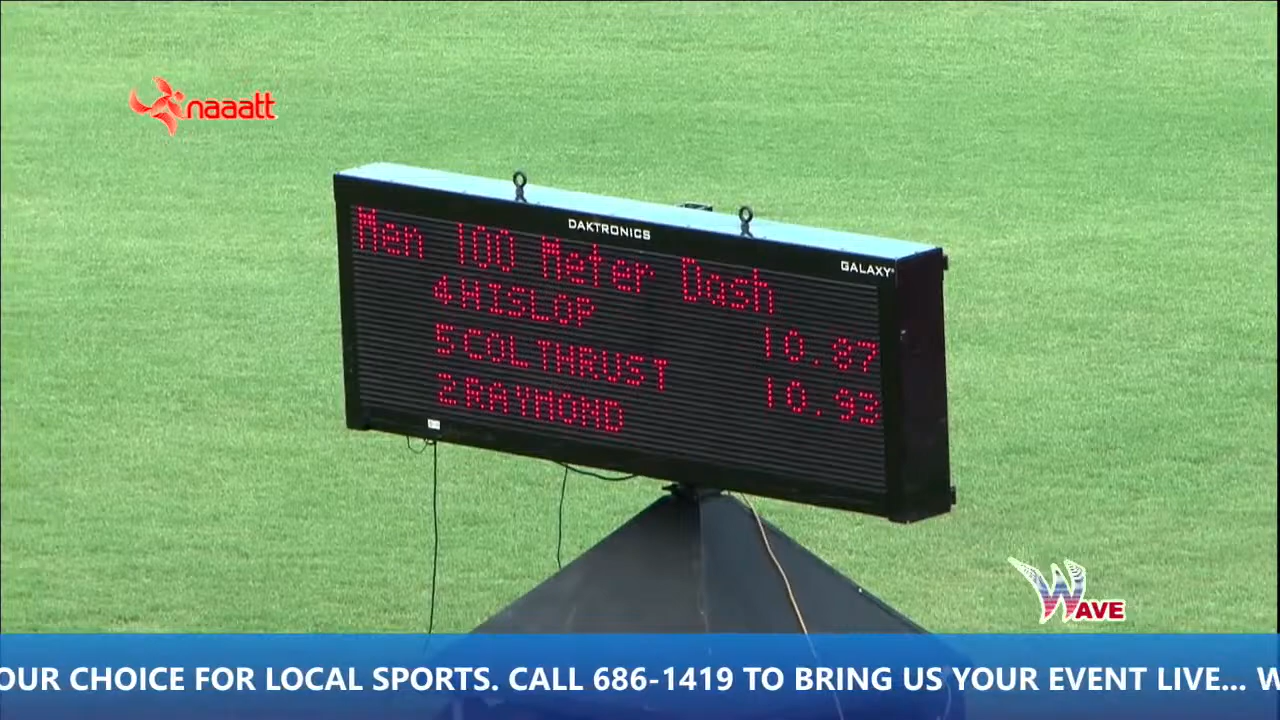 naaatt
DAKTRONICS
GALAXY
Men 100 Meter Dash
4 HISLOP 10.87
5 COLTHRUST 10.93
2 RAYMOND
WAVE
OUR CHOICE FOR LOCAL SPORTS. CALL 686-1419 TO BRING US YOUR EVENT LIVE... W